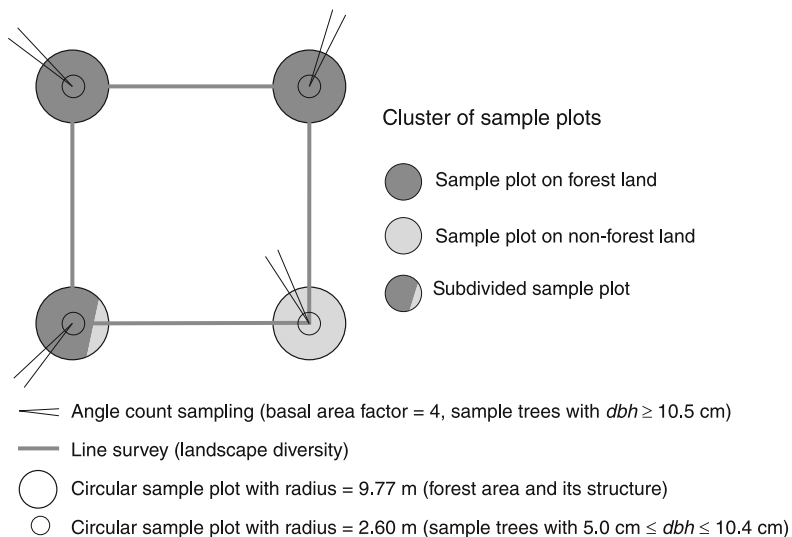 Cluster of sample plots
Sample plot on forest land
Sample plot on non-forest land
Subdivided sample plot
Angle count sampling (basal area factor = 4, sample trees with dbh ≥ 10.5 cm)
Line survey (landscape diversity)
Circular sample plot with radius = 9.77 m (forest area and its structure)
Circular sample plot with radius = 2.60 m (sample trees with 5.0 cm ≤ dbh ≤ 10.4 cm)